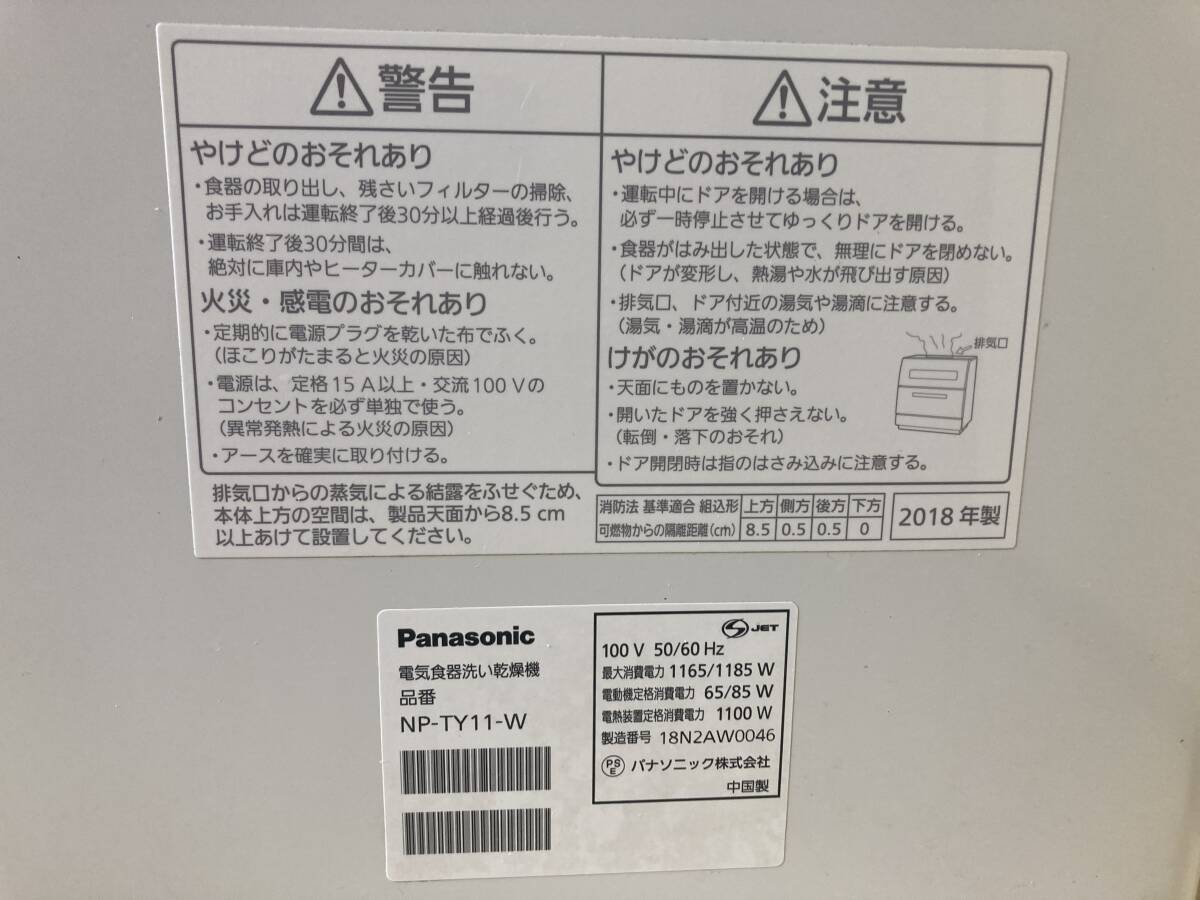 警告
やけどのおそれあり
・食器の取り出し、残さいフィルターの掃除、
お手入れは運転終了後30分以上経過後行う。
・運転終了後30分間は、
絶対に庫内やヒーターカバーに触れない。
火災・感電のおそれあり
・定期的に電源プラグを乾いた布でふく。
（ほこりがたまると火災の原因）
・電源は、定格15 A以上・交流100 Vの
コンセントを必ず単独で使う。
（異常発熱による火災の原因）
・アースを確実に取り付ける。
注意
やけどのおそれあり
・運転中にドアを開ける場合は、
必ず一時停止させてゆっくりドアを開ける。
・食器がはみ出した状態で、無理にドアを閉めない。
（ドアが変形し、熱湯や水が飛び出す原因）
・排気口、ドア付近の湯気や湯滴に注意する。
（湯気・湯滴が高温のため）
排気口
けがのおそれあり
・天面にものを置かない。
・開いたドアを強く押さえない。
（転倒・落下のおそれ）
・ドア開閉時は指のはさみ込みに注意する。
排気口からの蒸気による結露をふせぐため、
本体上方の空間は、製品天面から8.5 cm
以上あけて設置してください。
消防法 基準適合 組込形 上方 側方 後方 下方
可燃物からの隔離距離(cm) 8.5 0.5 0.5 0
2018 年製
Panasonic
電気食器洗い乾燥機
品番
NP-TY11-W
JET
100 V 50/60 Hz
最大消費電力 1165/1185 W
電動機定格消費電力 65/85 W
電熱装置定格消費電力 1100 W
製造番号 18N2AW0046
PSE パナソニック株式会社
中国製